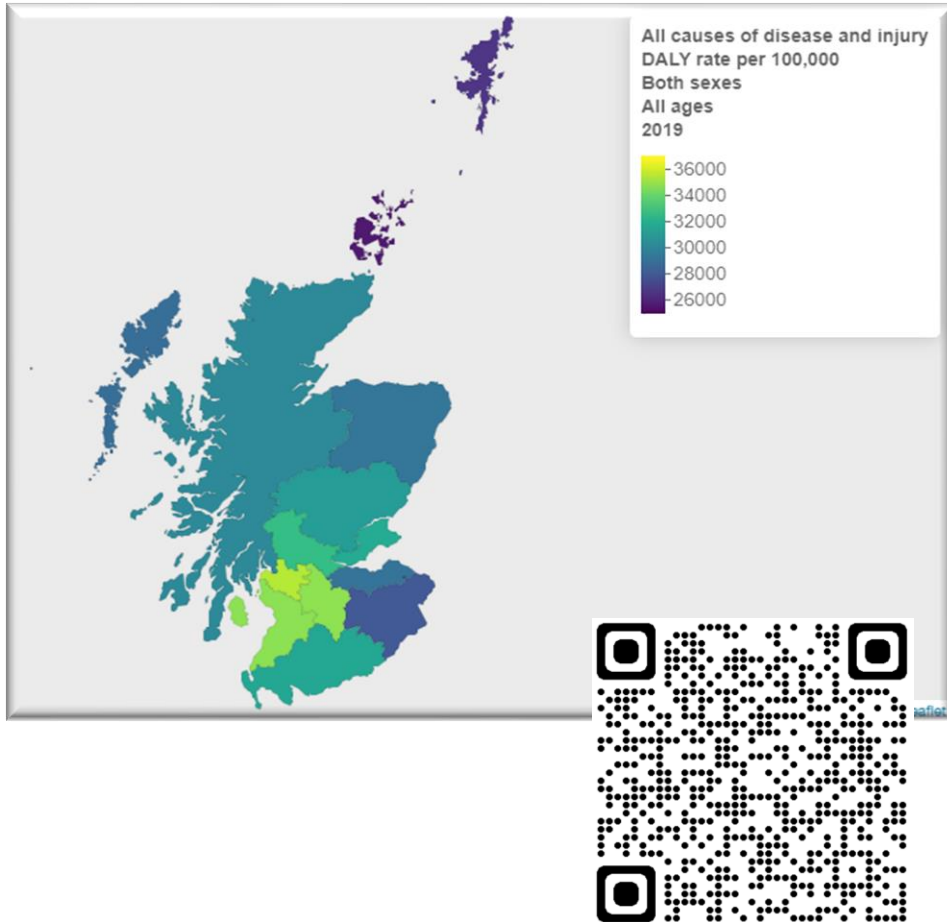 All causes of disease and injury
DALY rate per 100,000
Both sexes
All ages
2019
36000
34000
32000
30000
28000
26000